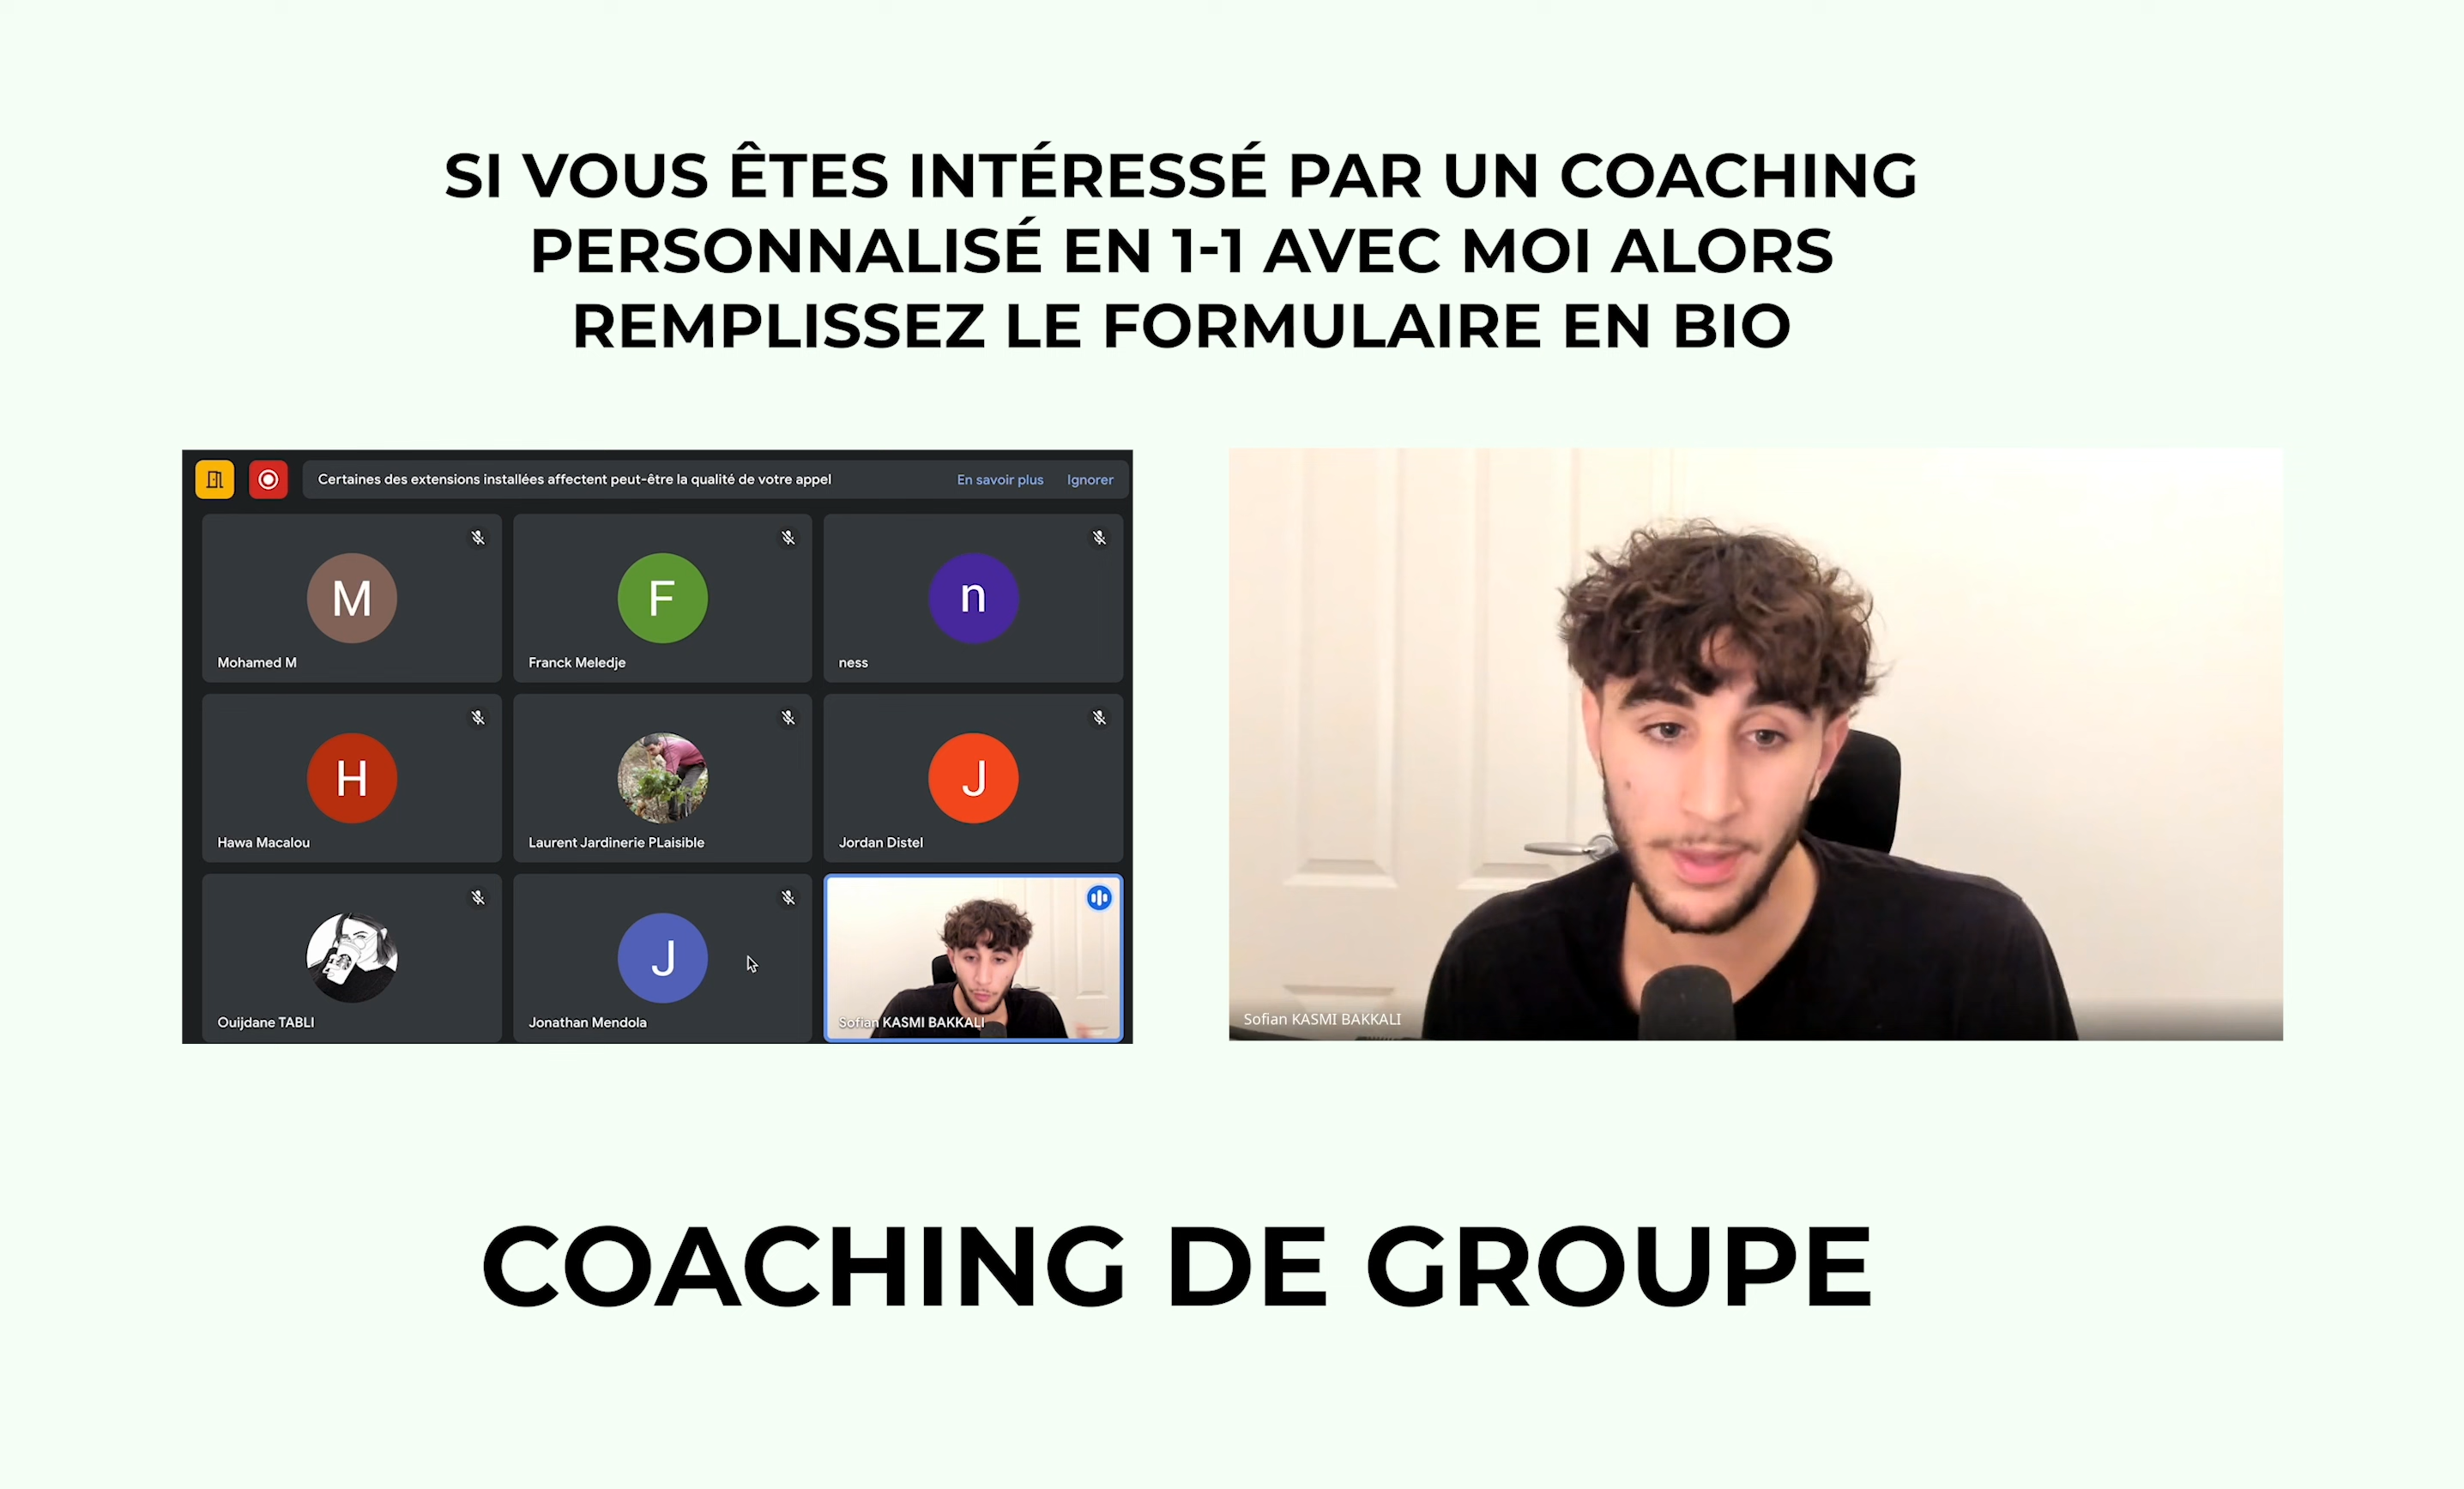 SI VOUS ÊTES INTÉRESSÉ PAR UN COACHING
PERSONNALISÉ EN 1-1 AVEC MOI ALORS
REMPLISSEZ LE FORMULAIRE EN BIO
Certaines des extensions installées affectent peut-être la qualité de votre appel
En savoir plus
Ignorer
M
Mohamed M
F
Franck Meledje
n
ness
H
Hawa Macalou
Laurent Jardinerie PLaisible
J
Jordan Distel
Ouijdane TABLI
J
Jonathan Mendola
Sofian KASMI BAKKALI
Sofian KASMI BAKKALI
COACHING DE GROUPE